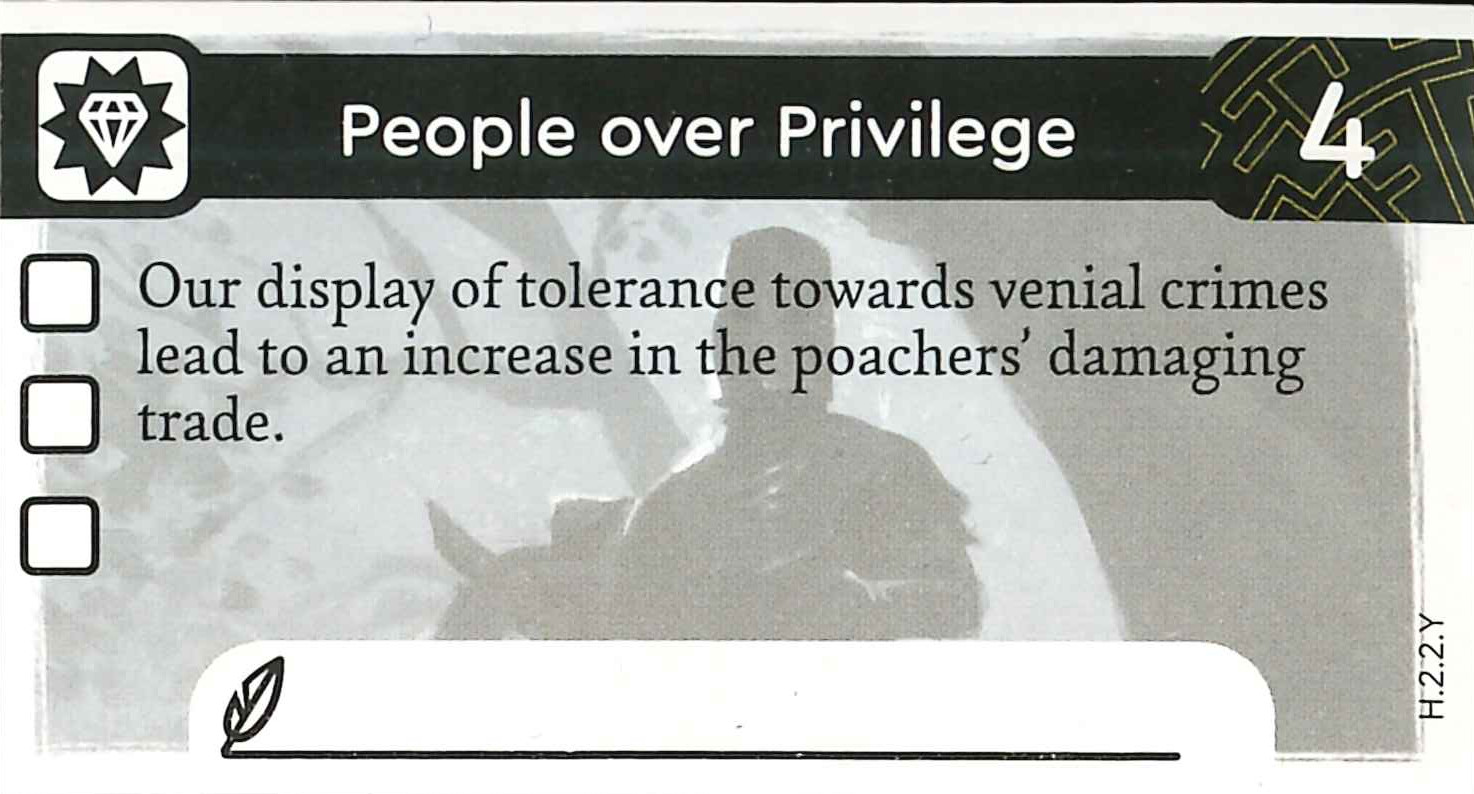 People over Privilege
4
Our display of tolerance towards venial crimes
lead to an increase in the poachers’ damaging
trade.
H.2.2.Y